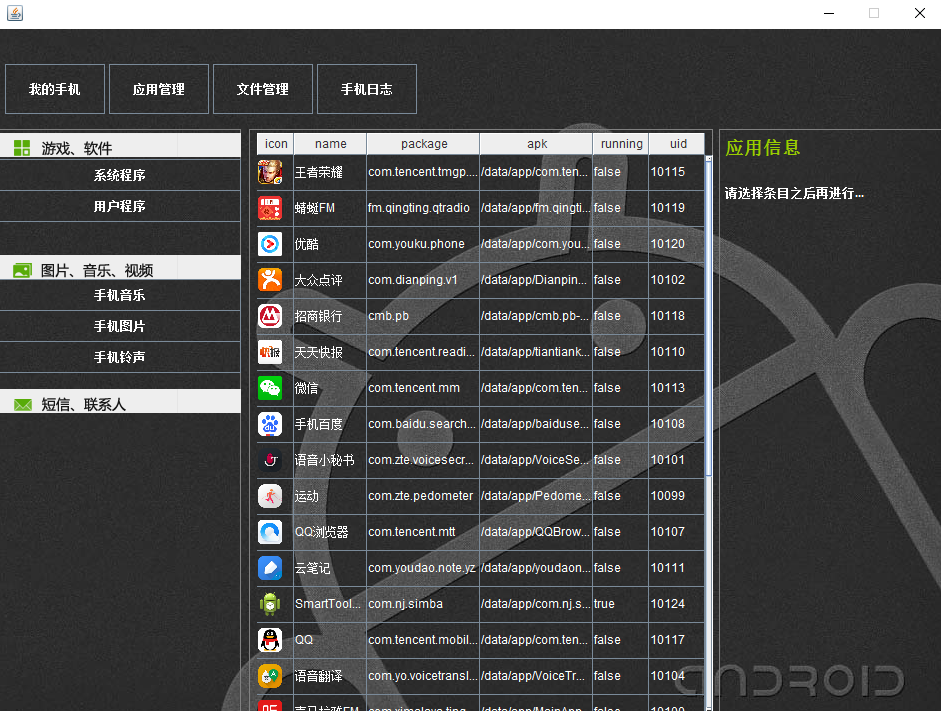 我的手机 应用管理 文件管理 手机日志
游戏、软件
系统程序
用户程序
图片、音乐、视频
手机音乐
手机图片
手机铃声
短信、联系人
icon name package apk running uid
王者荣耀 com.tencent.tmgp.... /data/app/com.ten... false 10115
蜻蜓FM fm.qingting.qtradio /data/app/fm.qingti... false 10119
优酷 com.youku.phone /data/app/com.you... false 10120
大众点评 com.dianping.v1 /data/app/Dianpin... false 10102
招商银行 cmb.pb /data/app/cmb.pb-... false 10118
天天快报 com.tencent.readi... /data/app/tiantiank... false 10110
微信 com.tencent.mm /data/app/com.ten... false 10113
手机百度 com.baidu.search... /data/app/baiduse... false 10108
语音小秘书 com.zte.voicesecr... /data/app/VoiceSe... false 10101
运动 com.zte.pedometer /data/app/Pedome... false 10099
QQ浏览器 com.tencent.mtt /data/app/QQBrow... false 10107
云笔记 com.youdao.note.yz /data/app/youdaon... false 10111
SmartTool... com.nj.simba /data/app/com.nj.s... true 10124
QQ com.tencent.mobil... /data/app/com.ten... false 10117
语音翻译 com.yo.voicetransl... /data/app/VoiceTr... false 10104
应用信息
请选择条目之后再进行...
ANDROID